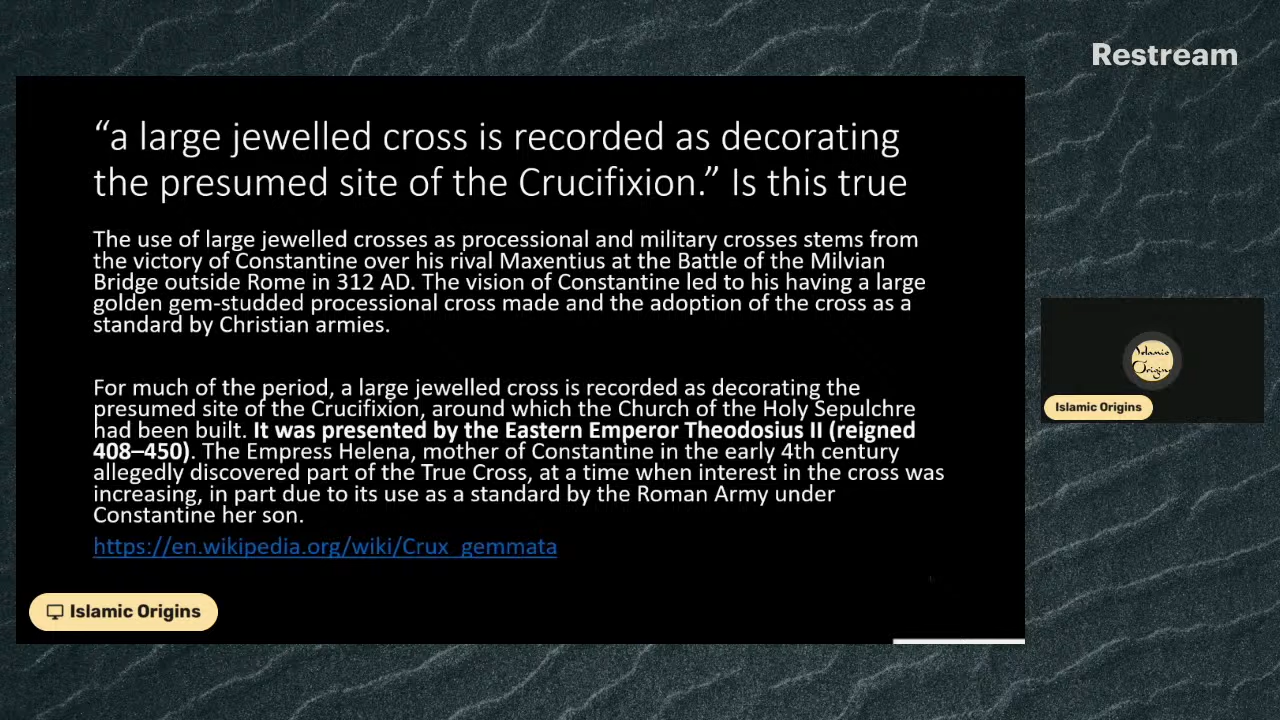 Restream
“a large jewelled cross is recorded as decorating
the presumed site of the Crucifixion.” Is this true
The use of large jewelled crosses as processional and military crosses stems from
the victory of Constantine over his rival Maxentius at the Battle of the Milvian
Bridge outside Rome in 312 AD. The vision of Constantine led to his having a large
golden gem-studded processional cross made and the adoption of the cross as a
standard by Christian armies.
For much of the period, a large jewelled cross is recorded as decorating the
presumed site of the Crucifixion, around which the Church of the Holy Sepulchre
had been built. It was presented by the Eastern Emperor Theodosius II (reigned
408–450). The Empress Helena, mother of Constantine in the early 4th century
allegedly discovered part of the True Cross, at a time when interest in the cross was
increasing, in part due to its use as a standard by the Roman Army under
Constantine her son.
https://en.wikipedia.org/wiki/Crux_gemmata
Islamic Origins
Islamic
Origins
Islamic Origins